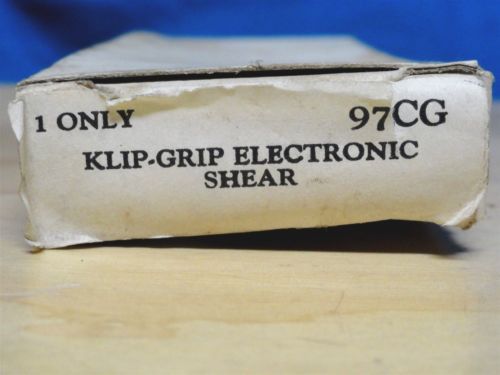 1 ONLY 97CG
KLIP-GRIP ELECTRONIC
SHEAR